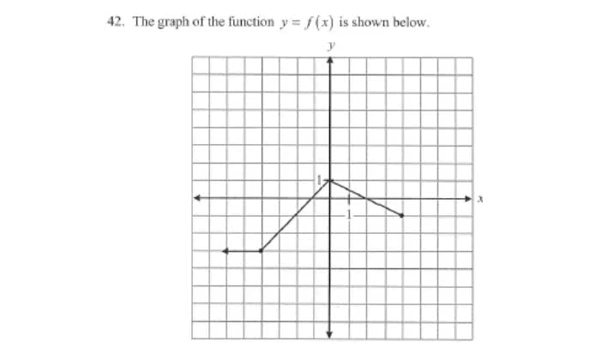 42. The graph of the function y = f(x) is shown below.
y
1
x
1